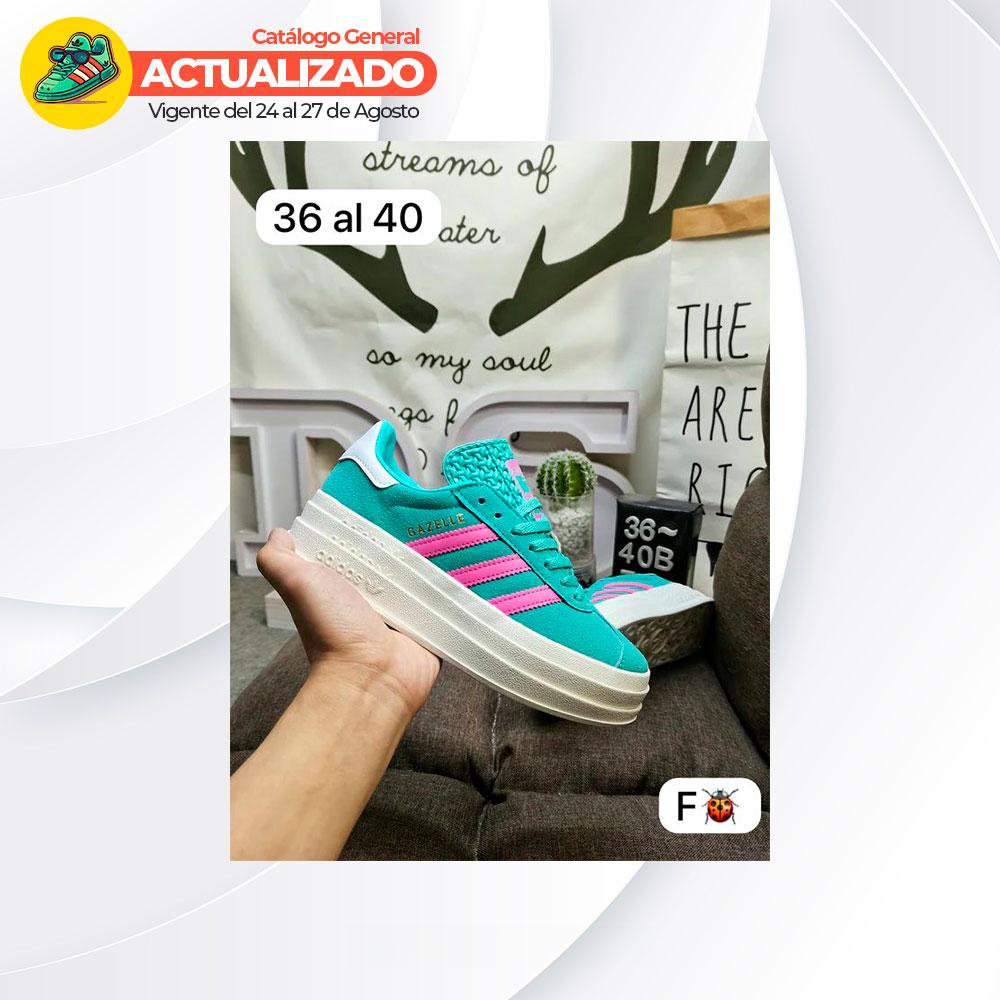 Catálogo General
ACTUALIZADO
Vigente del 24 al 27 de Agosto
streams of
36 al 40
ater
so my soul
THE
ARE
GAZELLE
adidas
36~
40B
F🐞